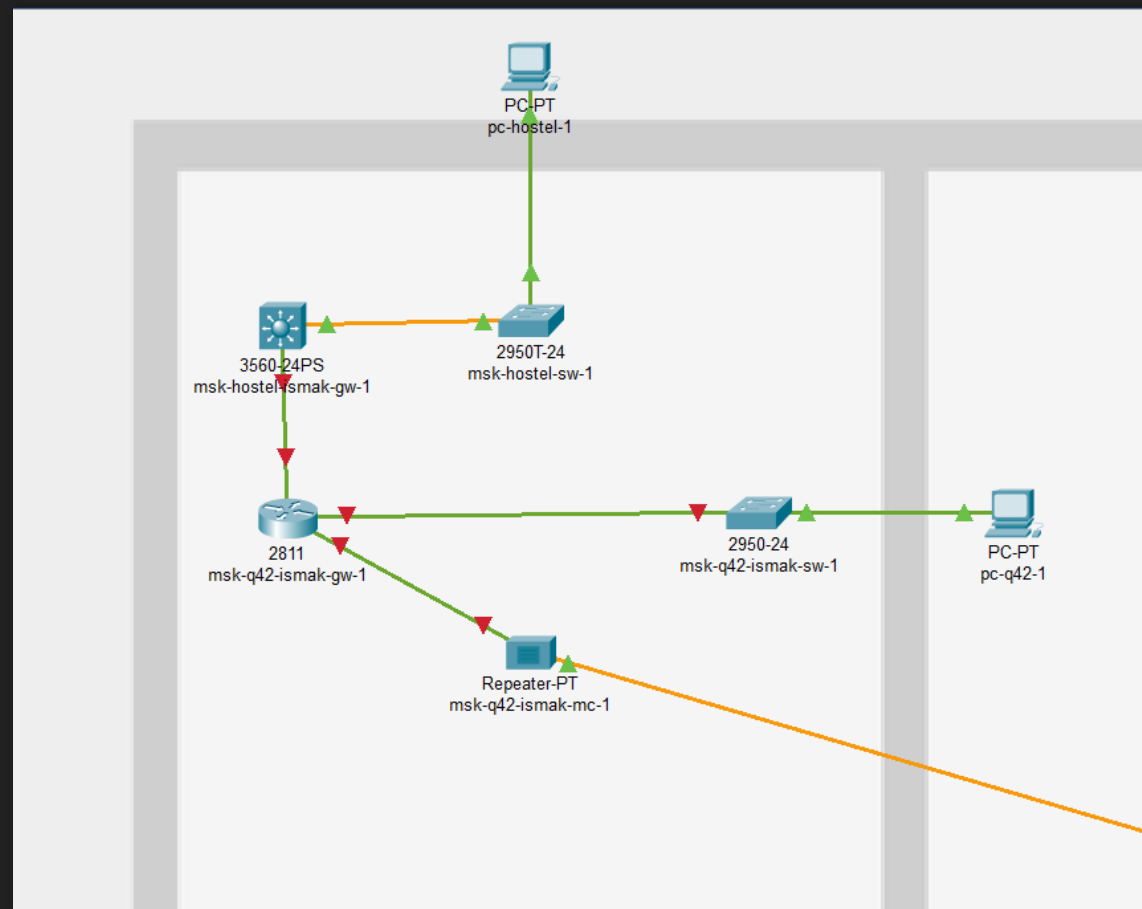 PC-PT
pc-hostel-1
3560-24PS
msk-hostel-ismak-gw-1
2950T-24
msk-hostel-sw-1
2811
msk-q42-ismak-gw-1
2950-24
msk-q42-ismak-sw-1
PC-PT
pc-q42-1
Repeater-PT
msk-q42-ismak-mc-1